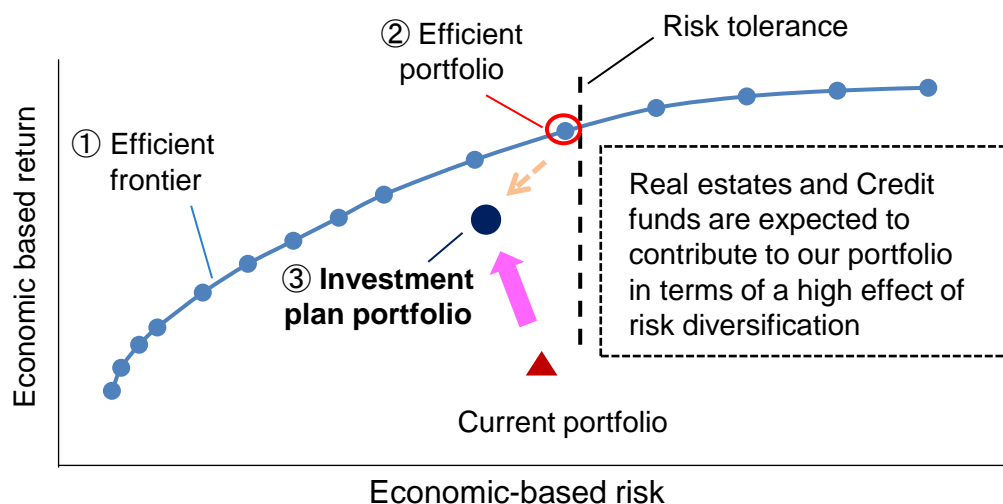 ② Efficient
portfolio
Risk tolerance
① Efficient
frontier
Real estates and Credit
funds are expected to
contribute to our portfolio
in terms of a high effect of
risk diversification
③ Investment
plan portfolio
Current portfolio
Economic based return
Economic-based risk